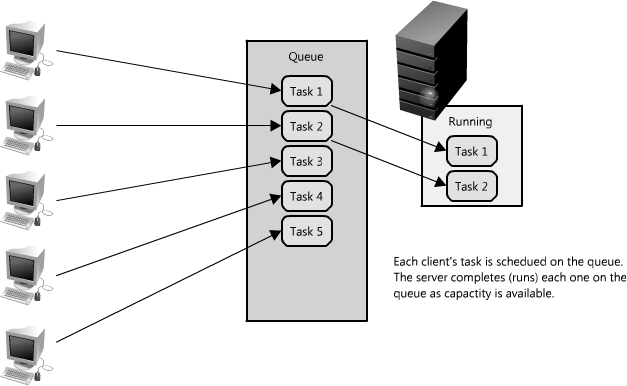 Queue
Task 1
Task 2
Task 3
Task 4
Task 5
Running
Task 1
Task 2
Each client's task is schedued on the queue.
The server completes (runs) each one on the
queue as capactity is available.